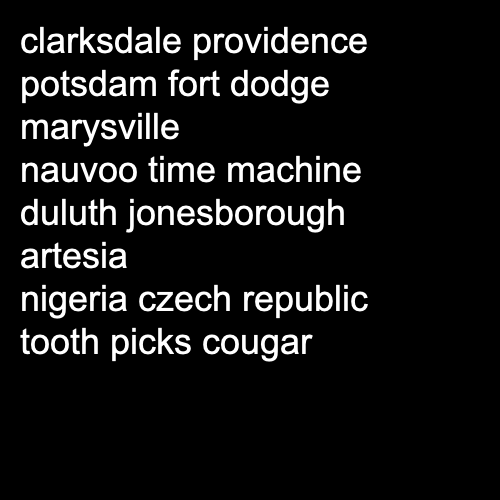 clarksdale providence
potsdam fort dodge
marysville
nauvoo time machine
duluth jonesborough
artesia
nigeria czech republic
tooth picks cougar